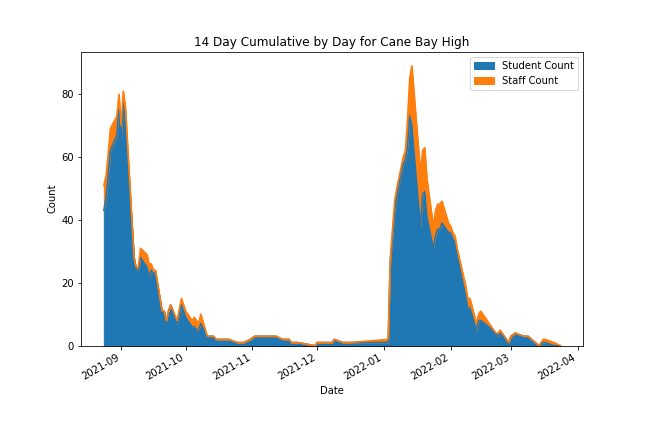 14 Day Cumulative by Day for Cane Bay High
Student Count
Staff Count
80
60
40
20
0
Count
2021-09
2021-10
2021-11
2021-12
2022-01
2022-02
2022-03
2022-04
Date